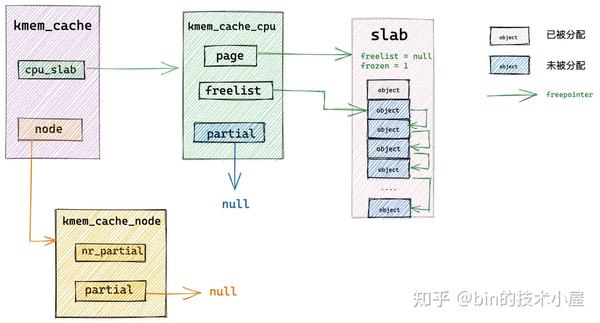 kmem_cache
cpu_slab
node
kmem_cache_cpu
page
freelist
partial
null
slab
freelist = null
frozen = 1
object
object
object
object
object
....
object
object
已被分配
object
未被分配
freepointer
kmem_cache_node
nr_partial
partial
null
知乎 @bin的技术小屋